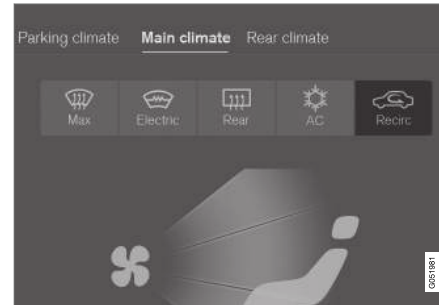 Parking climate Main climate Rear climate
Max Electric Rear AC Recirc
G051981